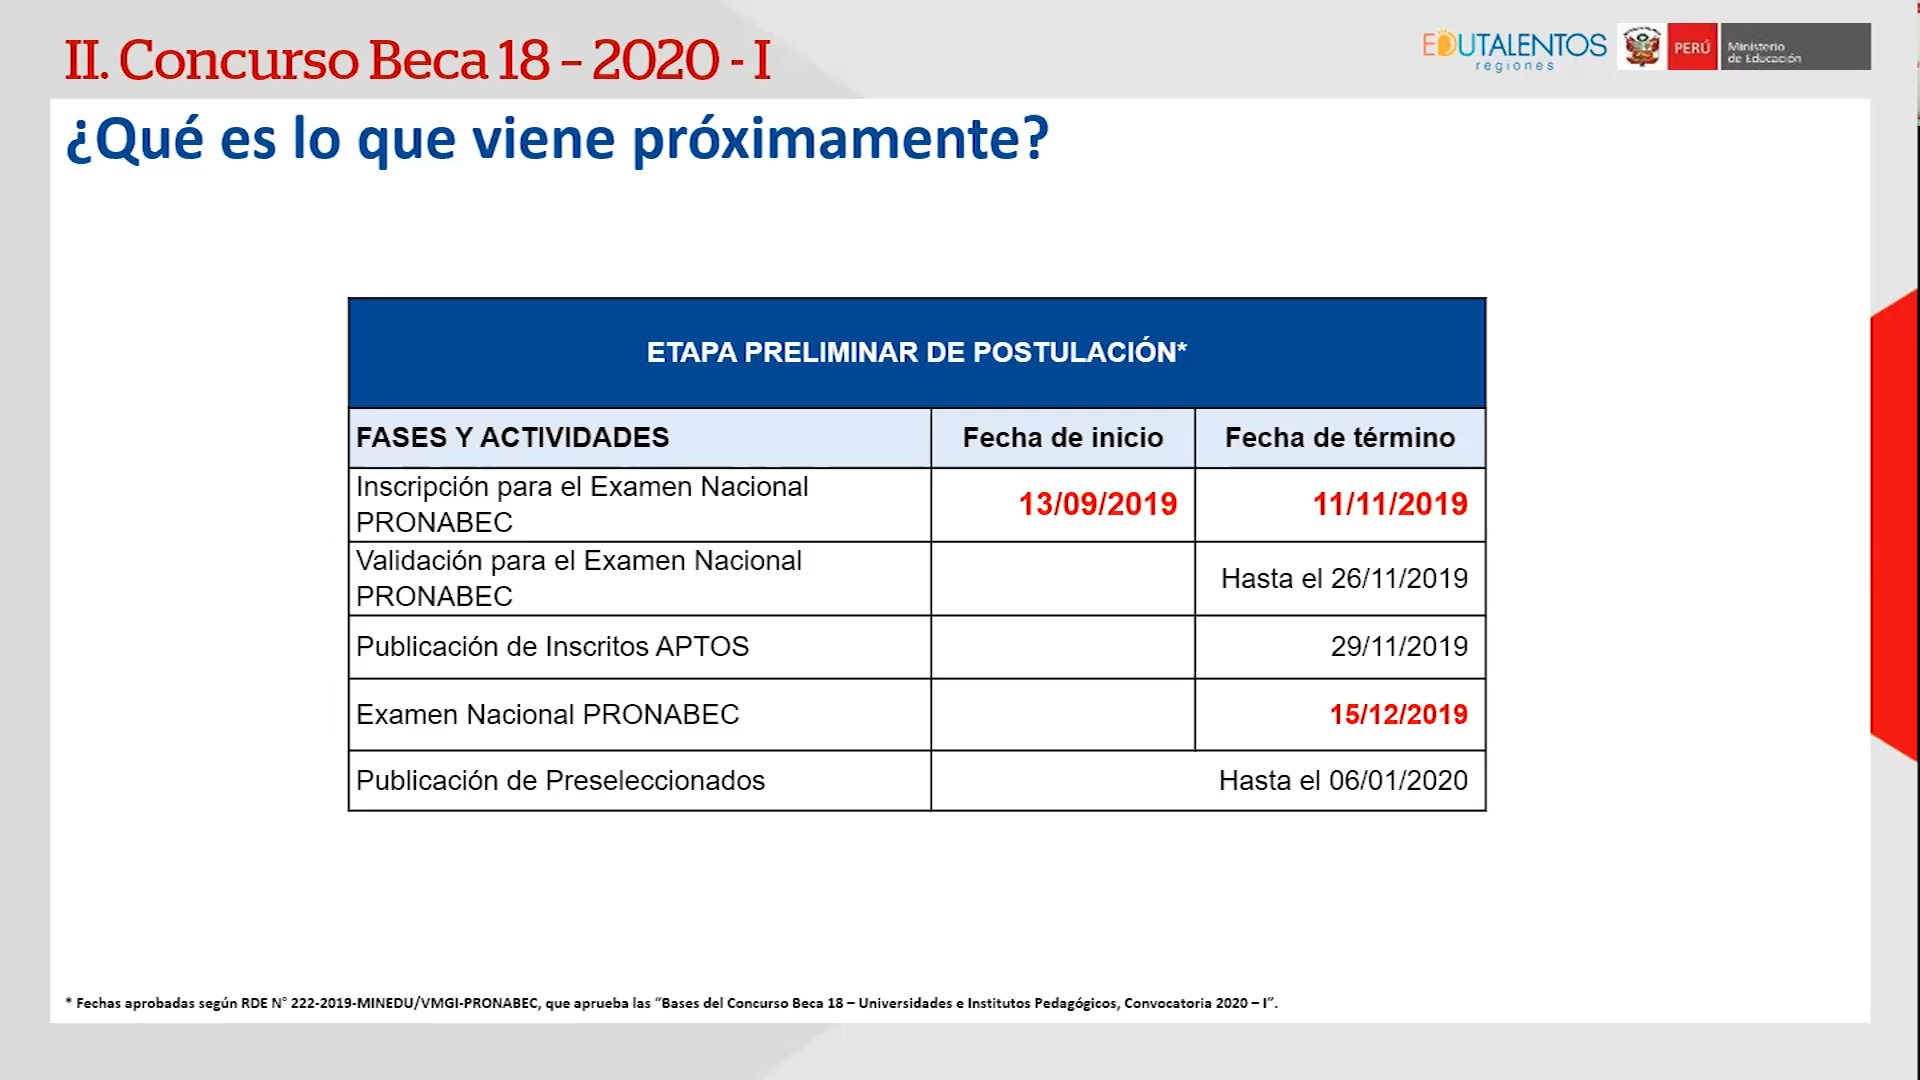 II. Concurso Beca 18 – 2020 - I
EDUTALENTOS
regiones
PERÚ
Ministerio
de Educación
¿Qué es lo que viene próximamente?
ETAPA PRELIMINAR DE POSTULACIÓN*
FASES Y ACTIVIDADES Fecha de inicio Fecha de término
Inscripción para el Examen Nacional
PRONABEC
13/09/2019 11/11/2019
Validación para el Examen Nacional
PRONABEC
Hasta el 26/11/2019
Publicación de Inscritos APTOS 29/11/2019
Examen Nacional PRONABEC 15/12/2019
Publicación de Preseleccionados Hasta el 06/01/2020
* Fechas aprobadas según RDE N° 222-2019-MINEDU/VMGI-PRONABEC, que aprueba las “Bases del Concurso Beca 18 – Universidades e Institutos Pedagógicos, Convocatoria 2020 – I”.